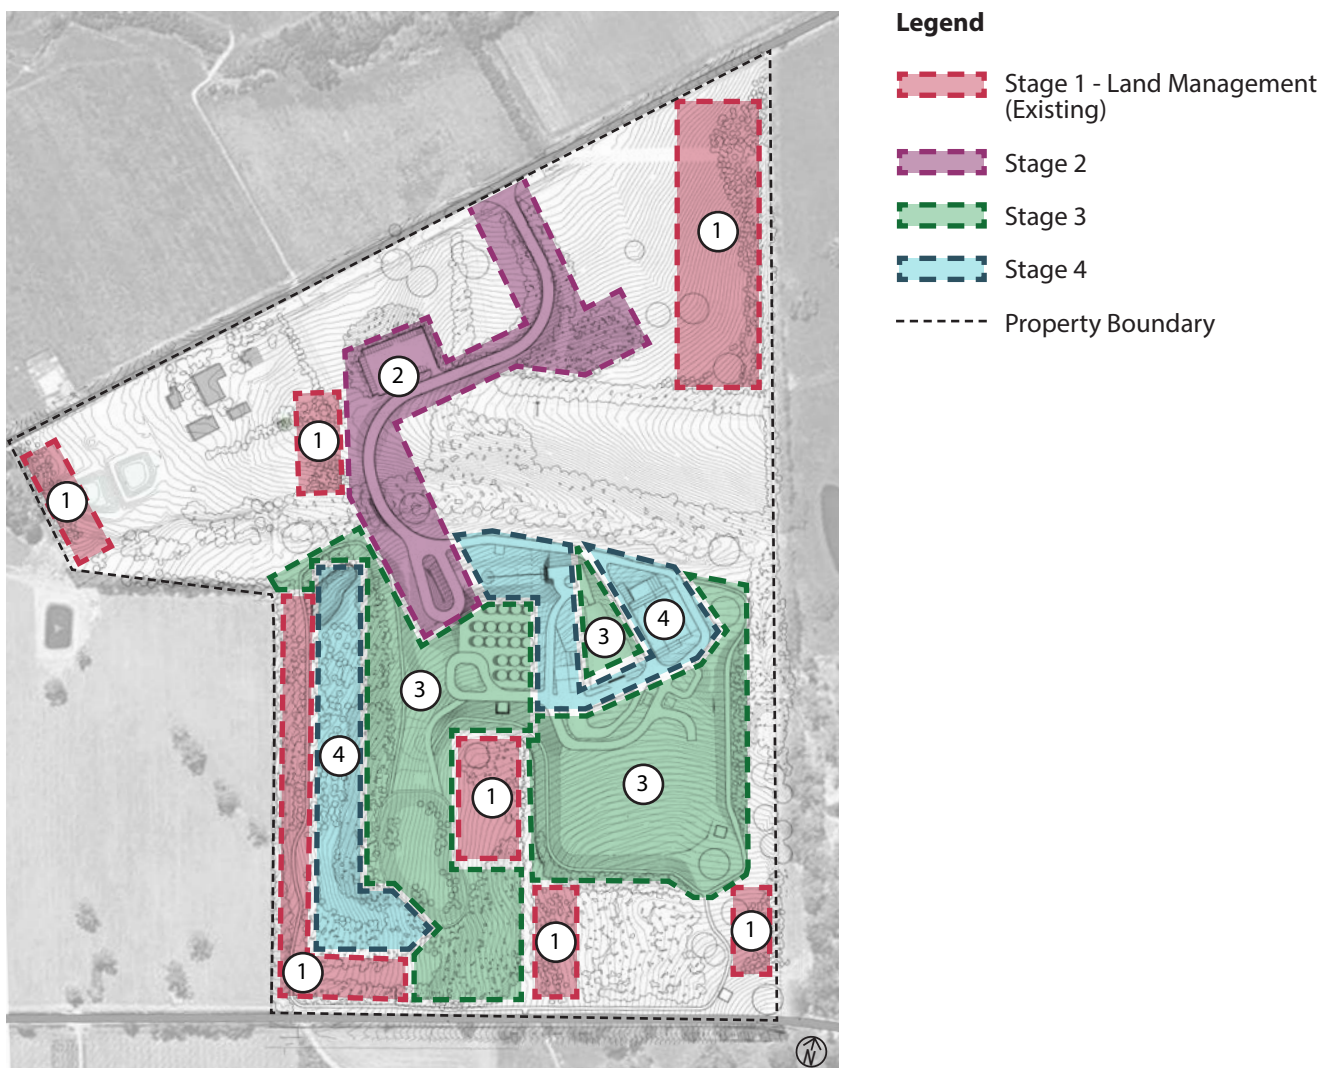 Legend
Stage 1 - Land Management
(Existing)
Stage 2
Stage 3
Stage 4
Property Boundary
1
2
1
1
4
3
3
4
3
1
1
1
1
N